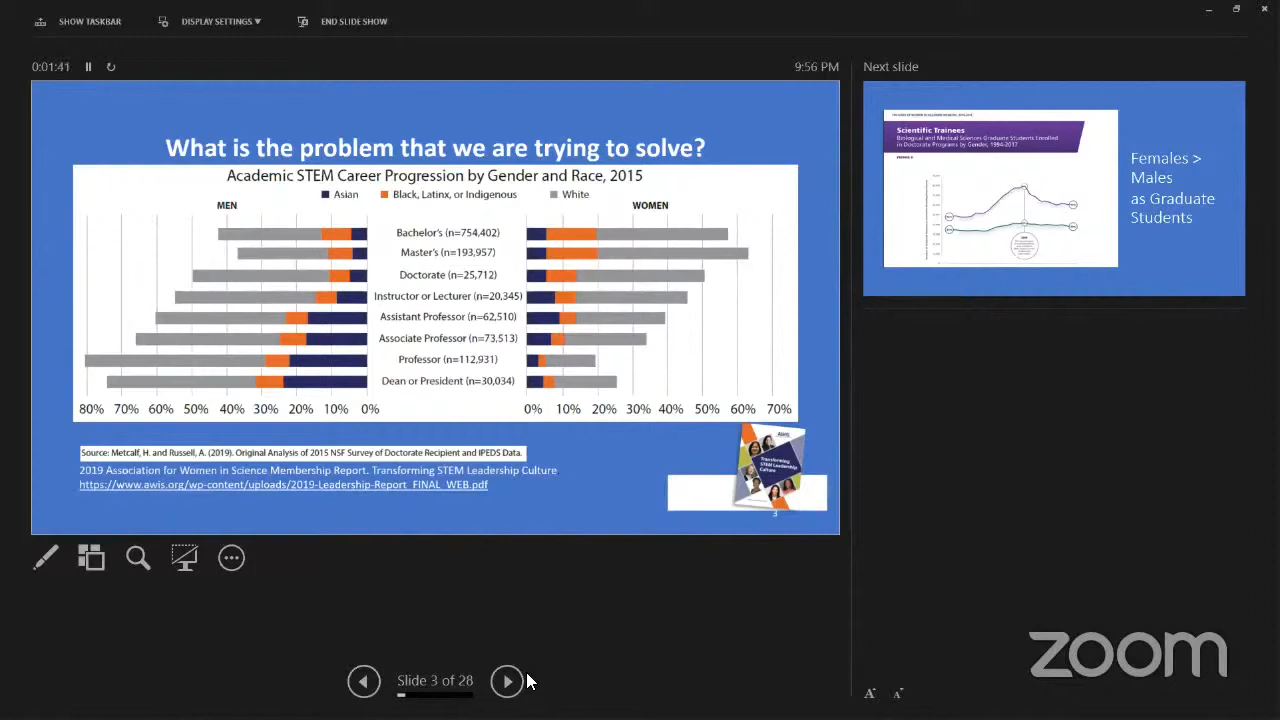 SHOW TASKBAR
DISPLAY SETTINGS ▼
END SLIDE SHOW
0:01:41
9:56 PM
Next slide
What is the problem that we are trying to solve?
Academic STEM Career Progression by Gender and Race, 2015
Asian
Black, Latinx, or Indigenous
White
MEN
WOMEN
Bachelor's (n=754,402)
Master's (n=193,957)
Doctorate (n=25,712)
Instructor or Lecturer (n=20,345)
Assistant Professor (n=62,510)
Associate Professor (n=73,513)
Professor (n=112,931)
Dean or President (n=30,034)
80% 70% 60% 50% 40% 30% 20% 10% 0%
0% 10% 20% 30% 40% 50% 60% 70%
Source: Metcalf, H. and Russell, A. (2019). Original Analysis of 2015 NSF Survey of Doctorate Recipient and IPEDS Data.
2019 Association for Women in Science Membership Report. Transforming STEM Leadership Culture
https://www.awis.org/wp-content/uploads/2019-Leadership-Report_FINAL_WEB.pdf
AWIS
Transforming
STEM Leadership
Culture
3
Scientific Trainees
Biological and Medical Sciences Graduate Students Enrolled
in Doctorate Programs by Gender, 1994-2017
Females >
Males
as Graduate
Students
Slide 3 of 28
A A
zoom